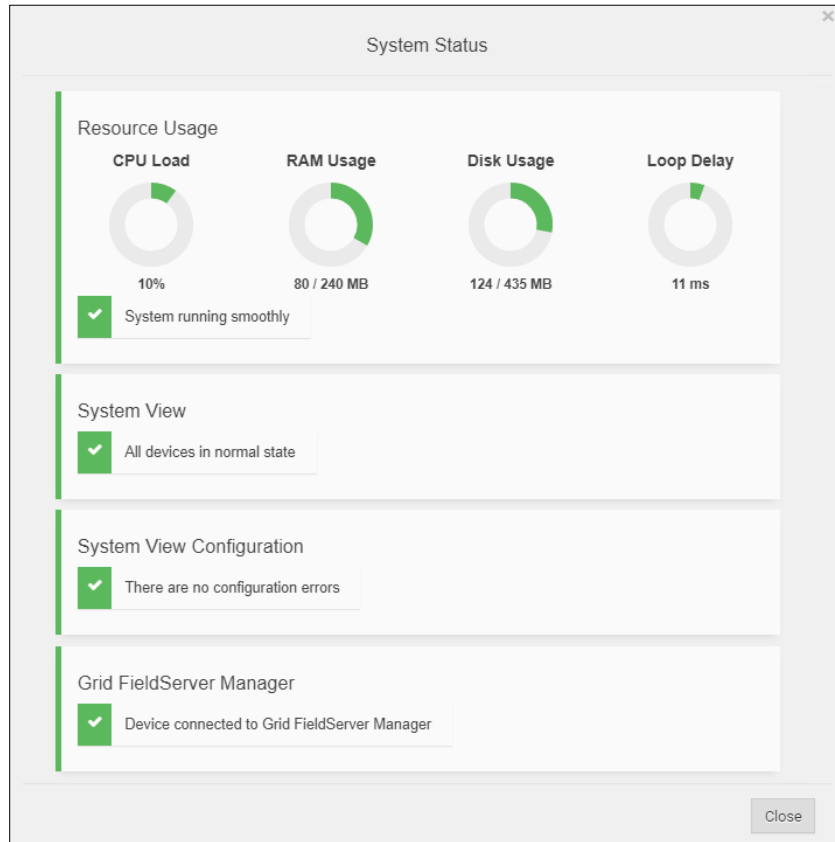 ×
System Status
Resource Usage
CPU Load RAM Usage Disk Usage Loop Delay
10% 80 / 240 MB 124 / 435 MB 11 ms
System running smoothly
System View
All devices in normal state
System View Configuration
There are no configuration errors
Grid FieldServer Manager
Device connected to Grid FieldServer Manager
Close